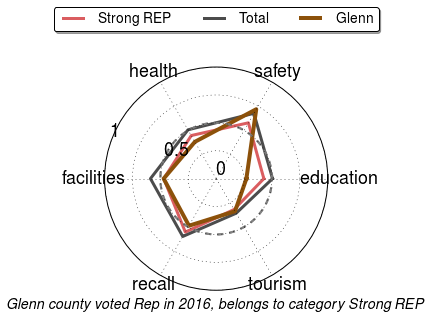 Strong REP Total Glenn
health safety
1
0.5
0
facilities education
recall tourism
Glenn county voted Rep in 2016, belongs to category Strong REP